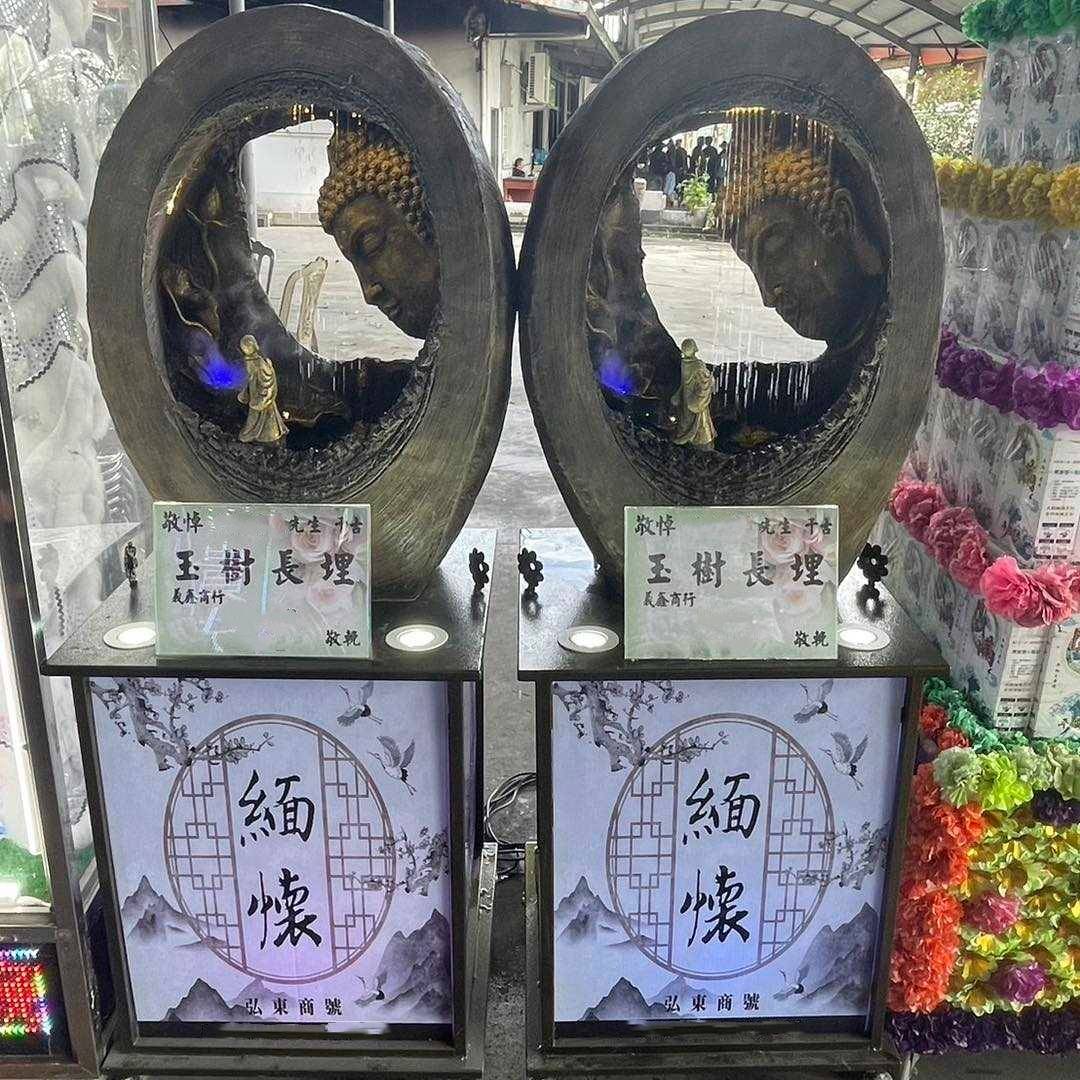 敬悼
先生 千古
玉樹長埋
義鑫商行
敬輓
敬悼
先生 千古
玉樹長埋
義鑫商行
敬輓
緬懷
弘東商號
緬懷
弘東商號